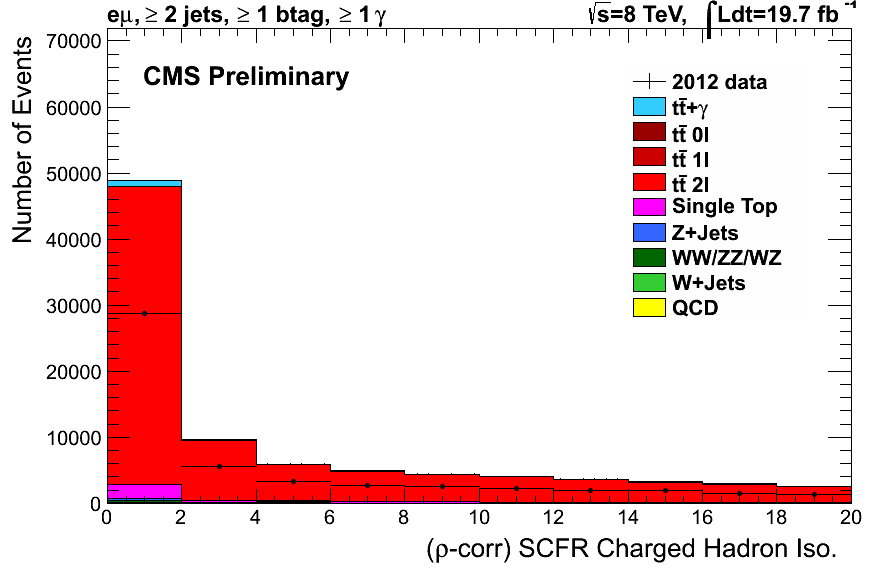 eμ, ≥ 2 jets, ≥ 1 btag, ≥ 1 γ
√s=8 TeV, ∫Ldt=19.7 fb⁻¹
CMS Preliminary
2012 data
tt̄+γ
tt̄ 0l
tt̄ 1l
tt̄ 2l
Single Top
Z+Jets
WW/ZZ/WZ
W+Jets
QCD
Number of Events
70000
60000
50000
40000
30000
20000
10000
0
0 2 4 6 8 10 12 14 16 18 20
(ρ-corr) SCFR Charged Hadron Iso.